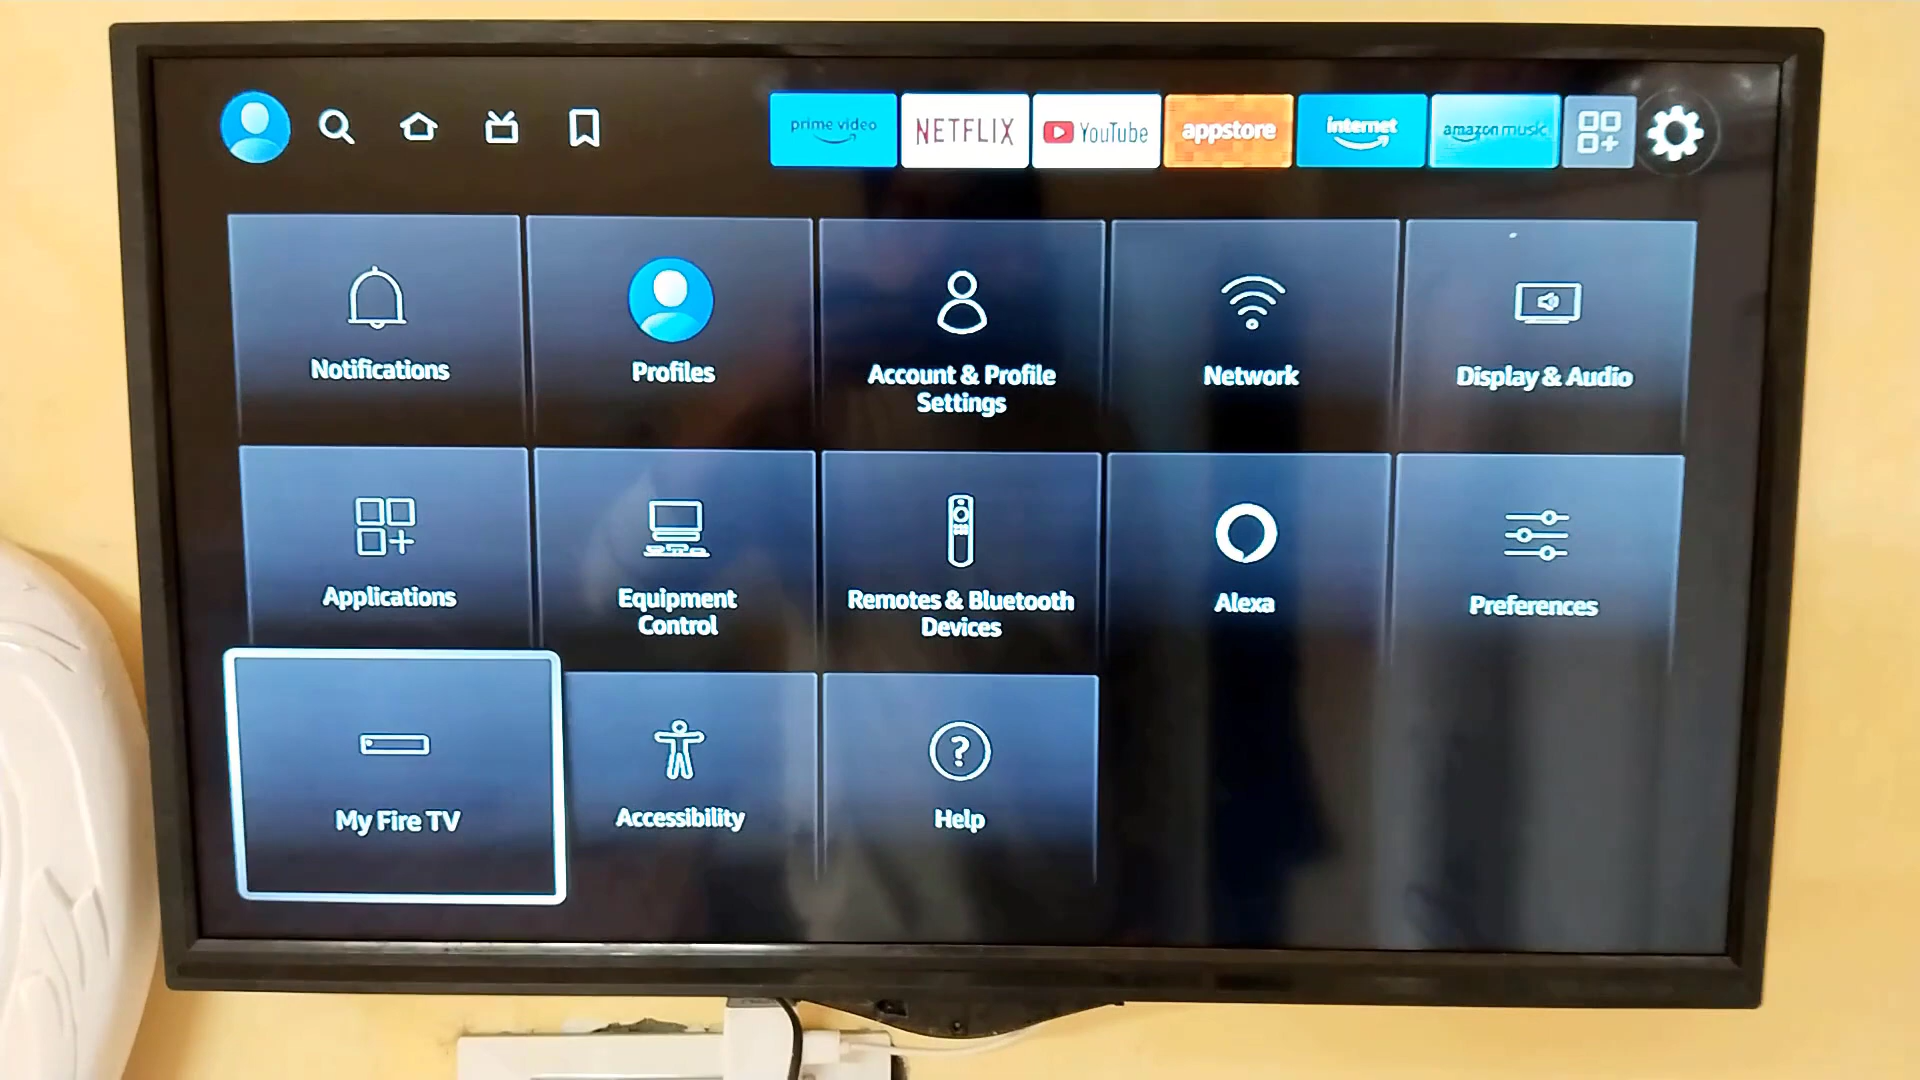 prime video
NETFLIX
YouTube
appstore
internet
amazon music
Notifications
Profiles
Account & Profile
Settings
Network
Display & Audio
Applications
Equipment
Control
Remotes & Bluetooth
Devices
Alexa
Preferences
My Fire TV
Accessibility
?
Help